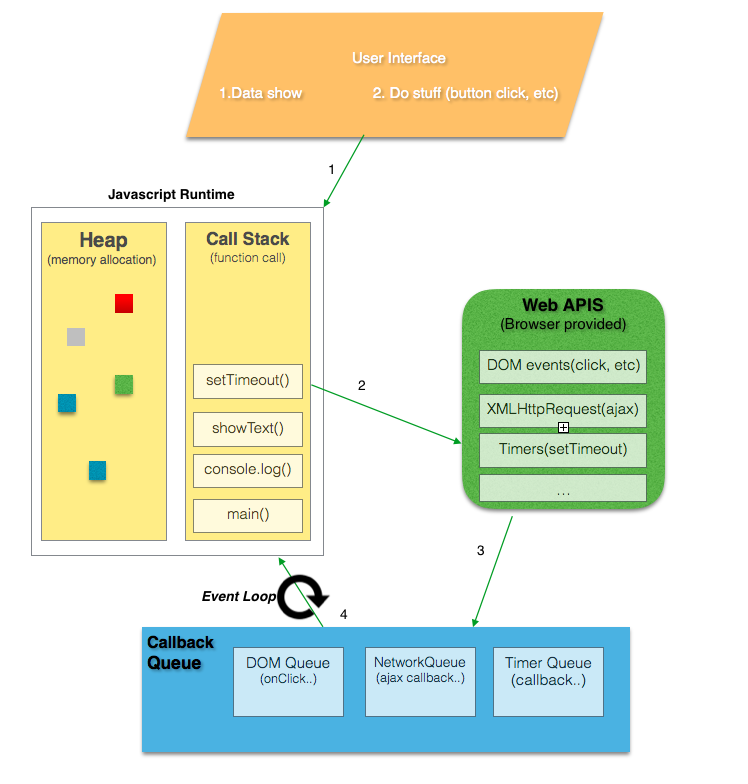 User Interface
1.Data show
2. Do stuff (button click, etc)
1
Javascript Runtime
Heap
(memory allocation)
Call Stack
(function call)
setTimeout()
showText()
console.log()
main()
2
Web APIS
(Browser provided)
DOM events(click, etc)
XMLHttpRequest(ajax)
Timers(setTimeout)
...
3
Event Loop
4
Callback
Queue
DOM Queue
(onClick..)
NetworkQueue
(ajax callback..)
Timer Queue
(callback..)